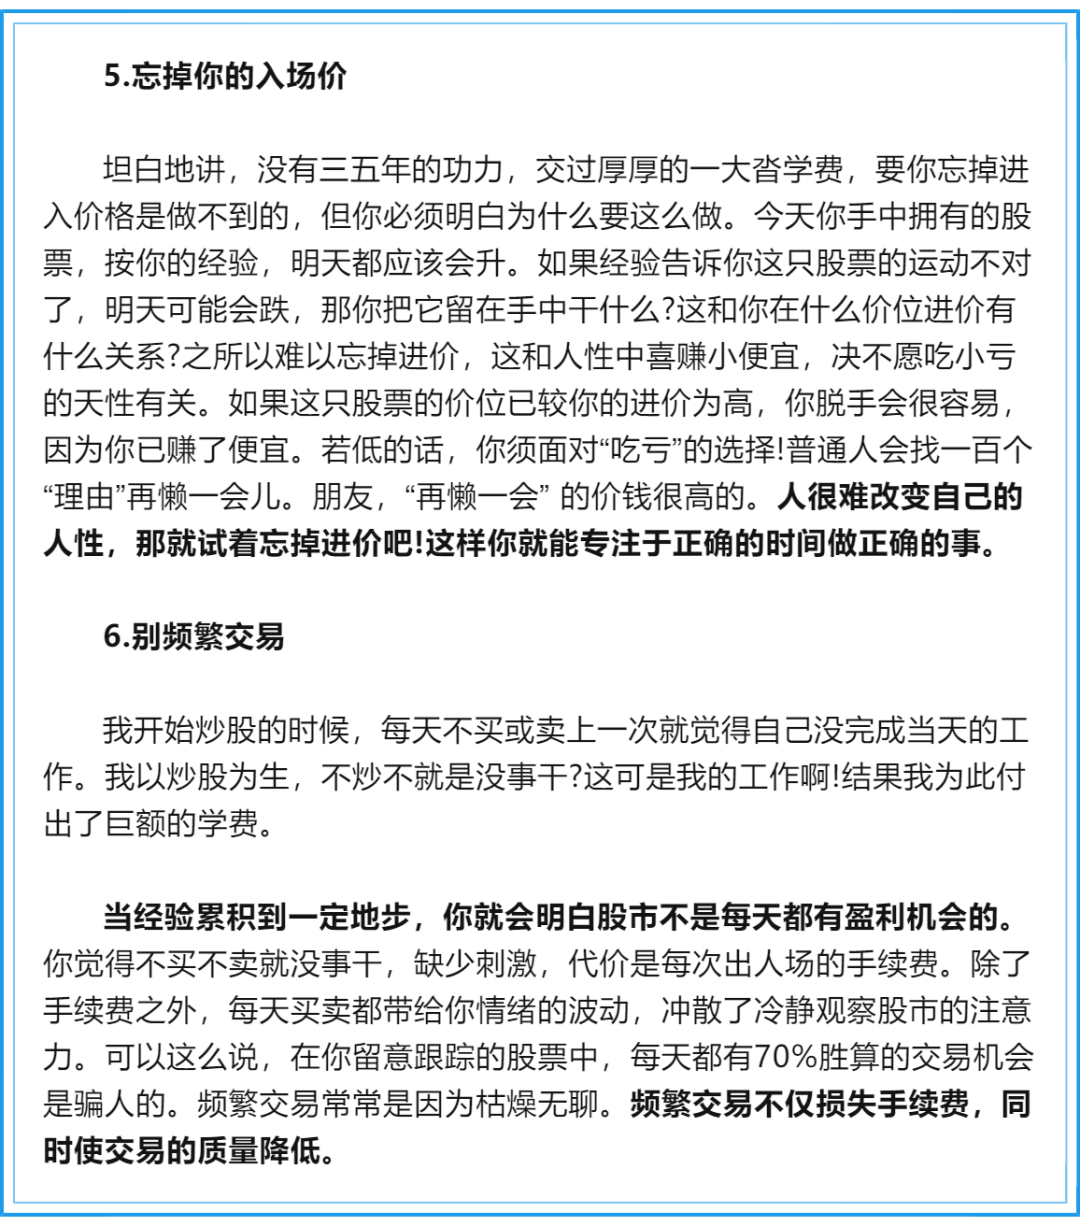 5.忘掉你的入场价
坦白地讲，没有三五年的功力，交过厚厚的一大沓学费，要你忘掉进
入价格是做不到的，但你必须明白为什么要这么做。今天你手中拥有的股
票，按你的经验，明天都应该会升。如果经验告诉你这只股票的运动不对
了，明天可能会跌，那你把它留在手中干什么?这和你在什么价位进价有
什么关系?之所以难以忘掉进价，这和人性中喜赚小便宜，决不愿吃小亏
的天性有关。如果这只股票的价位已较你的进价为高，你脱手会很容易，
因为你已赚了便宜。若低的话，你须面对“吃亏”的选择!普通人会找一百个
“理由”再懒一会儿。朋友，“再懒一会” 的价钱很高的。人很难改变自己的
人性，那就试着忘掉进价吧!这样你就能专注于正确的时间做正确的事。
6.别频繁交易
我开始炒股的时候，每天不买或卖上一次就觉得自己没完成当天的工
作。我以炒股为生，不炒不就是没事干?这可是我的工作啊!结果我为此付
出了巨额的学费。
当经验累积到一定地步，你就会明白股市不是每天都有盈利机会的。
你觉得不买不卖就没事干，缺少刺激，代价是每次出人场的手续费。除了
手续费之外，每天买卖都带给你情绪的波动，冲散了冷静观察股市的注意
力。可以这么说，在你留意跟踪的股票中，每天都有70%胜算的交易机会
是骗人的。频繁交易常常是因为枯燥无聊。频繁交易不仅损失手续费，同
时使交易的质量降低。